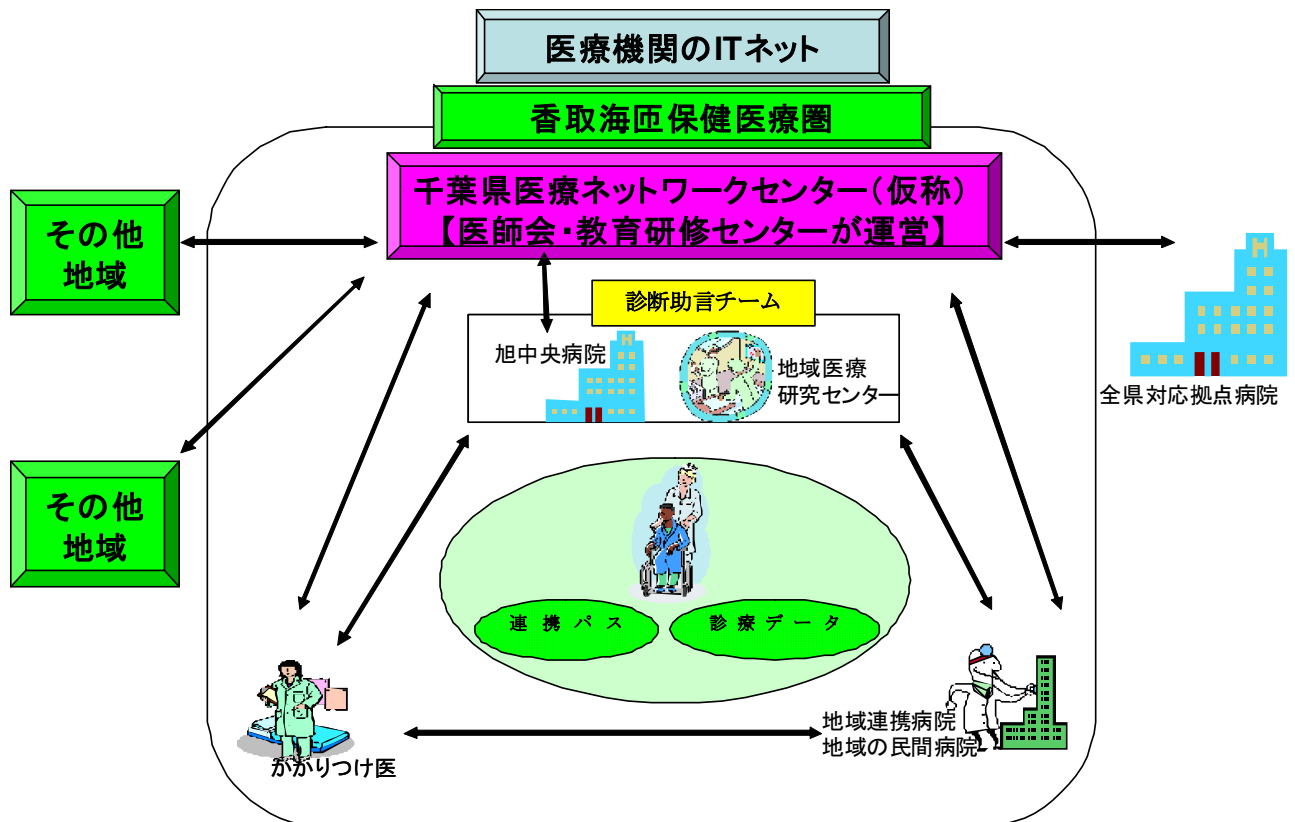 医療機関のITネット
香取海匝保健医療圏
千葉県医療ネットワークセンター（仮称）
【医師会・教育研修センターが運営】
その他
地域
診断助言チーム
旭中央病院
地域医療
研究センター
全県対応拠点病院
その他
地域
連携パス
診療データ
かかりつけ医
地域連携病院
地域の民間病院
H